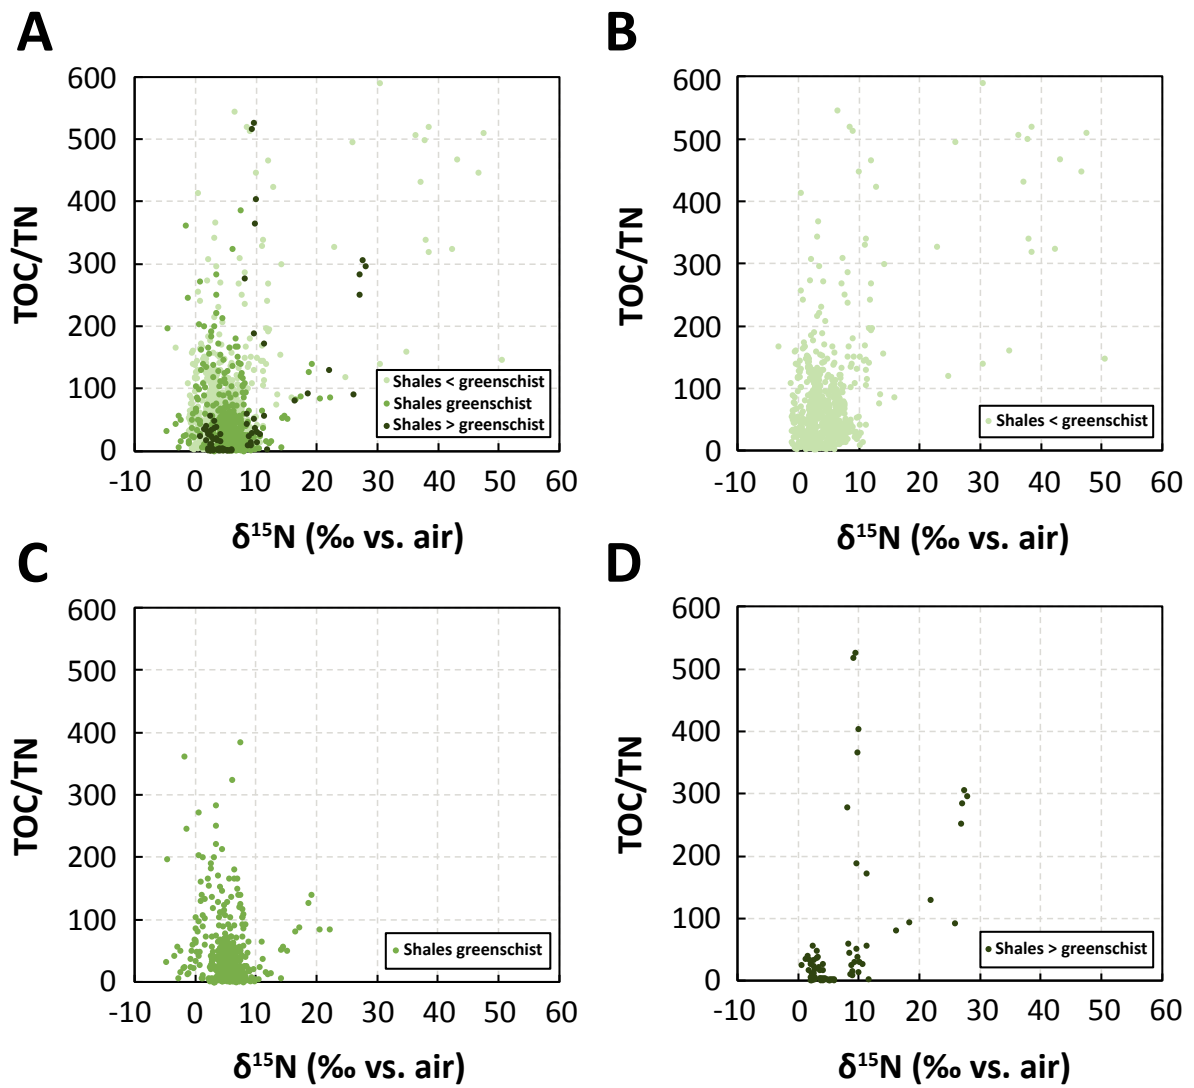 A
B
600
500
400
300
200
100
0
-10 0 10 20 30 40 50 60
TOC/TN
δ¹⁵N (‰ vs. air)
Shales < greenschist
Shales greenschist
Shales > greenschist
600
500
400
300
200
100
0
-10 0 10 20 30 40 50 60
TOC/TN
δ¹⁵N (‰ vs. air)
Shales < greenschist
C
D
600
500
400
300
200
100
0
-10 0 10 20 30 40 50 60
TOC/TN
δ¹⁵N (‰ vs. air)
Shales greenschist
600
500
400
300
200
100
0
-10 0 10 20 30 40 50 60
TOC/TN
δ¹⁵N (‰ vs. air)
Shales > greenschist